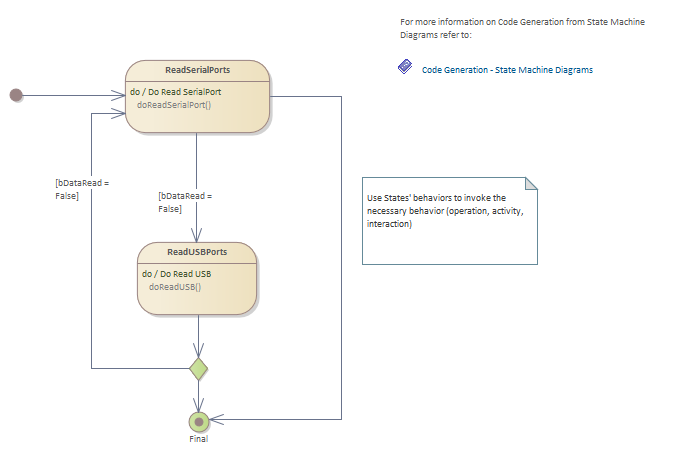 For more information on Code Generation from State Machine
Diagrams refer to:
Code Generation - State Machine Diagrams
ReadSerialPorts
do / Do Read SerialPort
doReadSerialPort()
[bDataRead =
False]
[bDataRead =
False]
Use States' behaviors to invoke the
necessary behavior (operation, activity,
interaction)
ReadUSBPorts
do / Do Read USB
doReadUSB()
Final